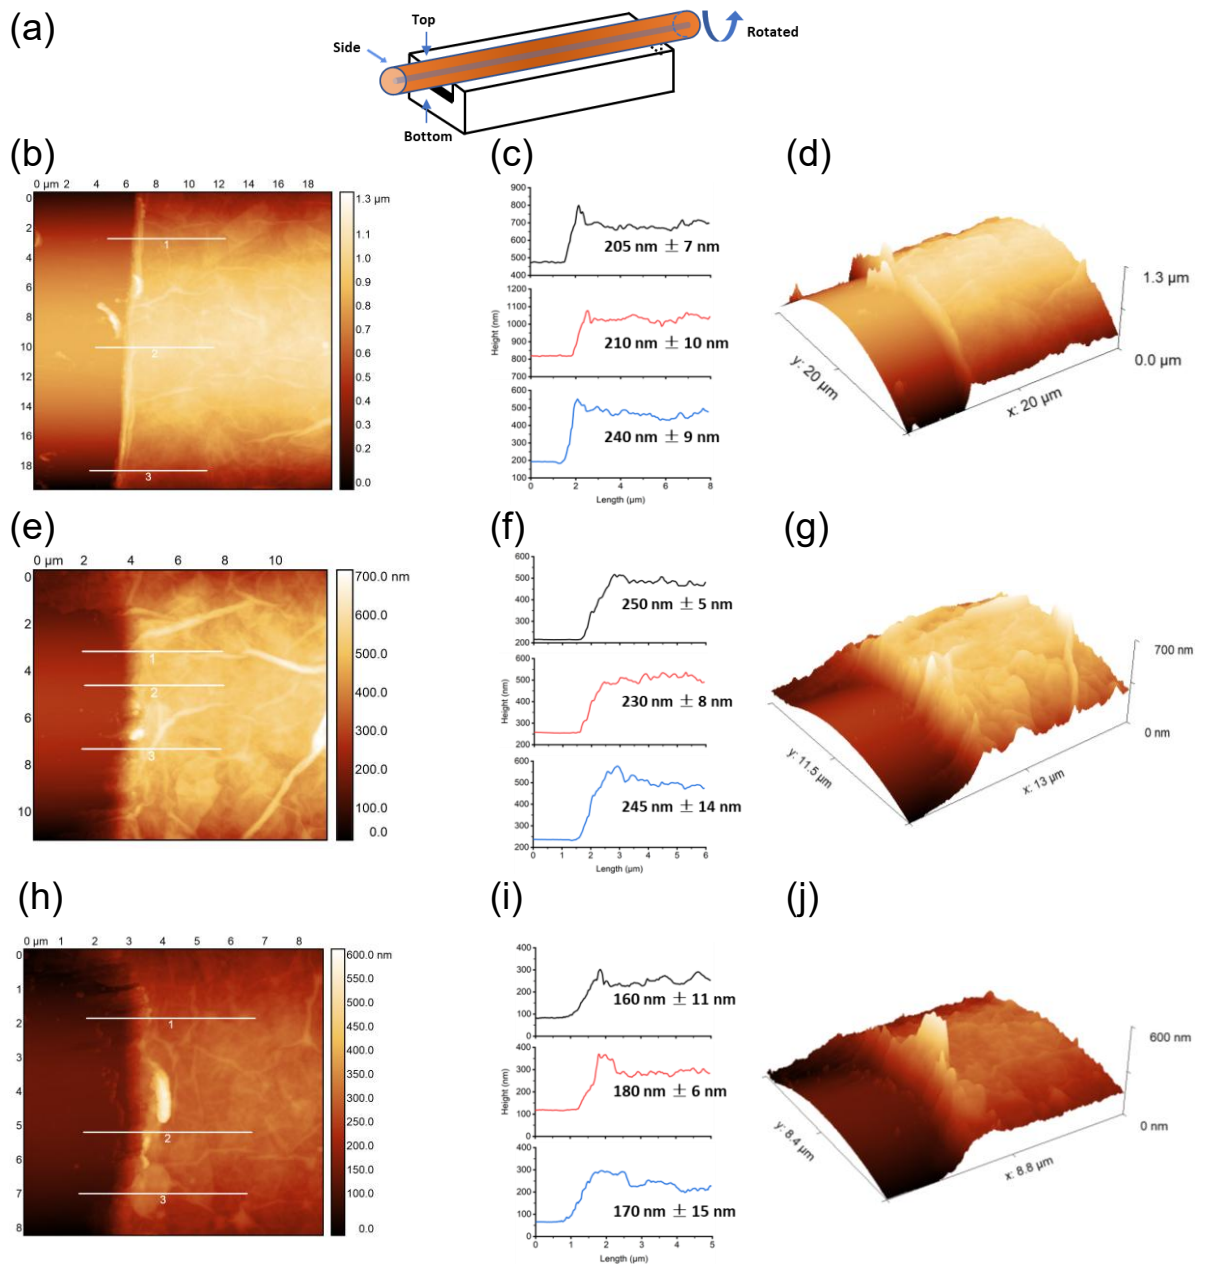 (a)
Top
Side
Rotated
Bottom
(b)
0 µm 2 4 6 8 10 12 14 16 18
0
2
4
6
8
10
12
14
16
18
1
2
3
1.3 µm
1.1
1.0
0.9
0.8
0.7
0.6
0.5
0.4
0.3
0.2
0.0
(c)
900
800
700
600
500
400
205 nm ± 7 nm
1200
1100
1000
900
800
700
210 nm ± 10 nm
Height (nm)
600
500
400
300
200
100
240 nm ± 9 nm
0 2 4 6 8
Length (µm)
(d)
1.3 µm
0.0 µm
y: 20 µm
x: 20 µm
(e)
0 µm 2 4 6 8 10
0
2
4
6
8
10
1
2
3
700.0 nm
600.0
500.0
400.0
300.0
200.0
100.0
0.0
(f)
600
500
400
300
200
250 nm ± 5 nm
600
500
400
300
200
230 nm ± 8 nm
Height (nm)
600
500
400
300
200
245 nm ± 14 nm
0 1 2 3 4 5 6
Length (µm)
(g)
700 nm
0 nm
y: 11.5 µm
x: 13 µm
(h)
0 µm 1 2 3 4 5 6 7 8
0
1
2
3
4
5
6
7
8
1
2
3
600.0 nm
550.0
500.0
450.0
400.0
350.0
300.0
250.0
200.0
150.0
100.0
0.0
(i)
400
300
200
100
0
160 nm ± 11 nm
400
300
200
100
0
180 nm ± 6 nm
Height (nm)
400
300
200
100
0
170 nm ± 15 nm
0 1 2 3 4 5
Length (µm)
(j)
600 nm
0 nm
y: 8.4 µm
x: 8.8 µm